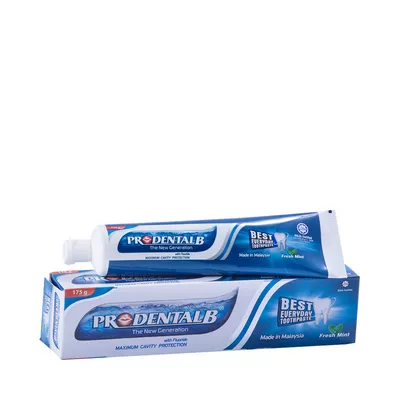 PRODENTALB
The New Generation
with Fluoride
MAXIMUM CAVITY PROTECTION
BEST
EVERYDAY
TOOTHPASTE
Made in Malaysia
Fresh Mint
175 g
PRODENTALB
The New Generation
with Fluoride
MAXIMUM CAVITY PROTECTION
BEST
EVERYDAY
TOOTHPASTE
Made in Malaysia
Fresh Mint